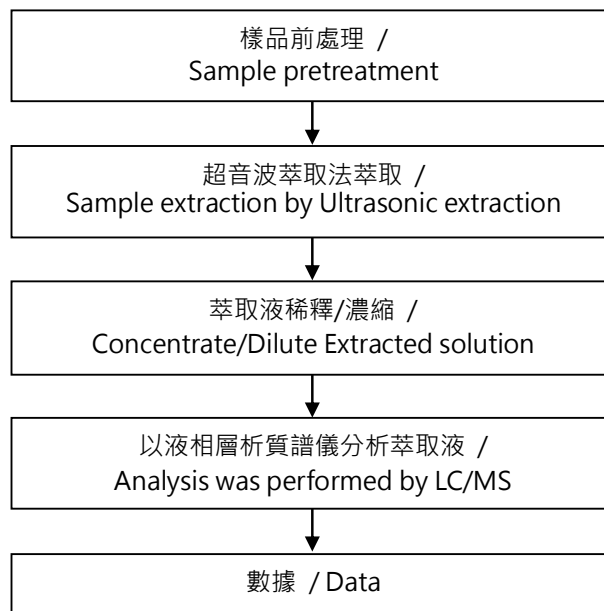 樣品前處理 /
Sample pretreatment
超音波萃取法萃取 /
Sample extraction by Ultrasonic extraction
萃取液稀釋/濃縮 /
Concentrate/Dilute Extracted solution
以液相層析質譜儀分析萃取液 /
Analysis was performed by LC/MS
數據 / Data